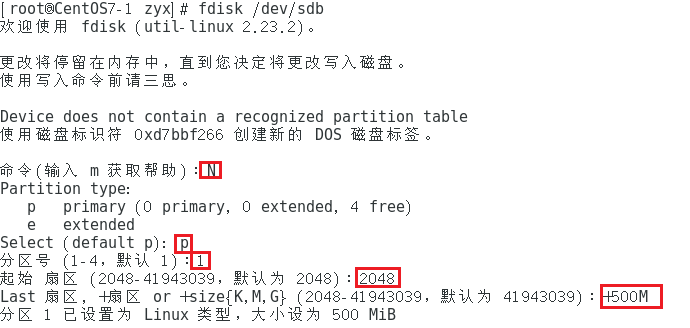 [root@CentOS7-1 zyx]# fdisk /dev/sdb
欢迎使用 fdisk (util-linux 2.23.2)。
更改将停留在内存中，直到您决定将更改写入磁盘。
使用写入命令前请三思。
Device does not contain a recognized partition table
使用磁盘标识符 0xd7bbf266 创建新的 DOS 磁盘标签。
命令(输入 m 获取帮助)：N
Partition type:
p primary (0 primary, 0 extended, 4 free)
e extended
Select (default p): p
分区号 (1-4，默认 1)：1
起始 扇区 (2048-41943039，默认为 2048)：2048
Last 扇区, +扇区 or +size{K,M,G} (2048-41943039，默认为 41943039)：+500M
分区 1 已设置为 Linux 类型，大小设为 500 MiB